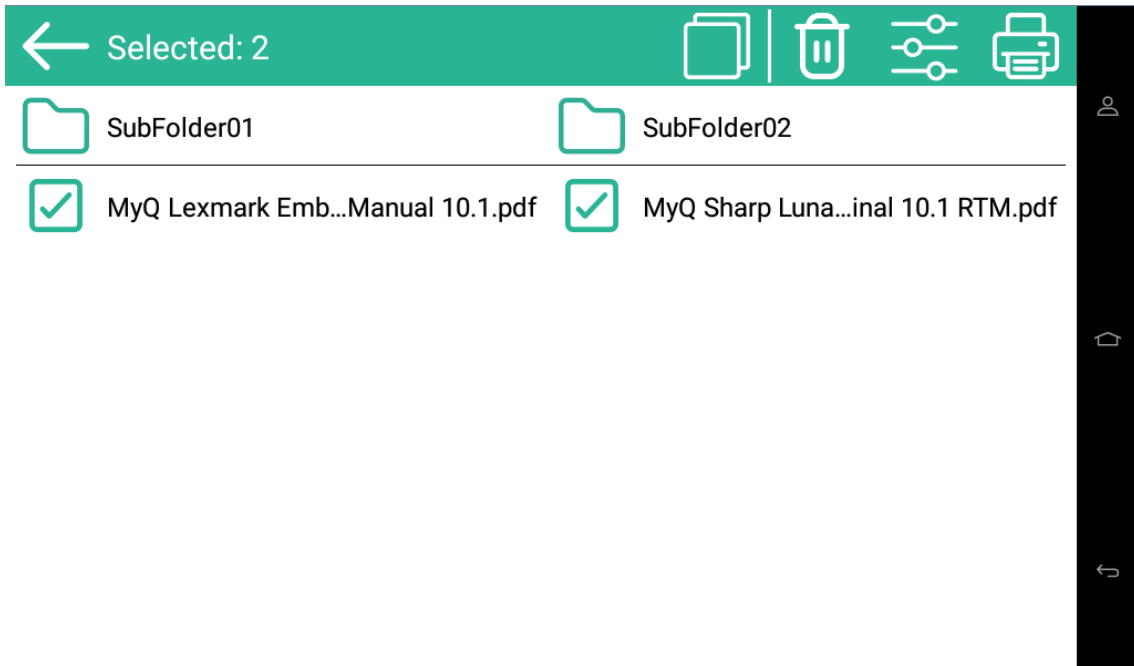 Selected: 2
SubFolder01 SubFolder02
MyQ Lexmark Emb...Manual 10.1.pdf MyQ Sharp Luna...inal 10.1 RTM.pdf